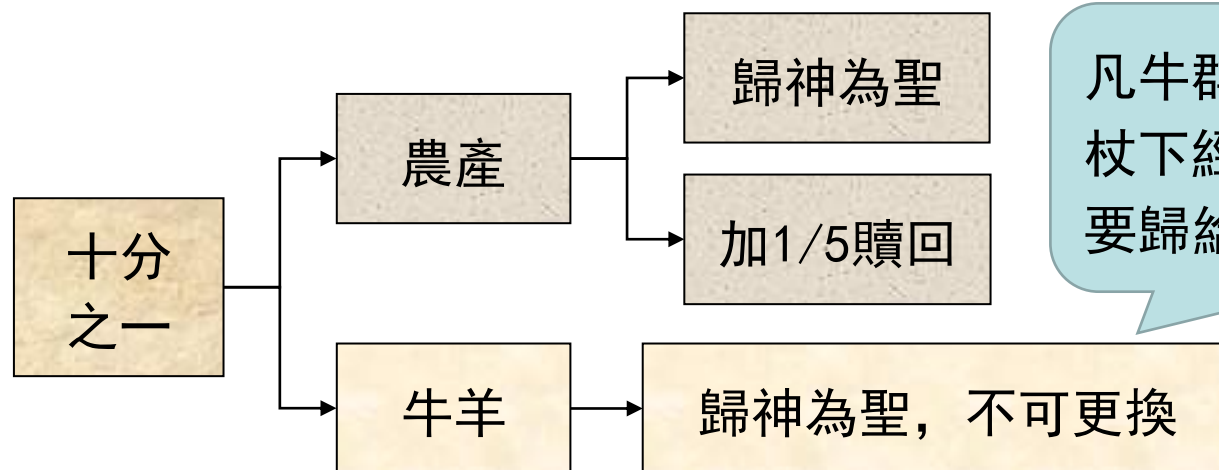 十分
之一
農產
歸神為聖
加1/5贖回
牛羊
歸神為聖，不可更換
凡牛
杖下
要歸